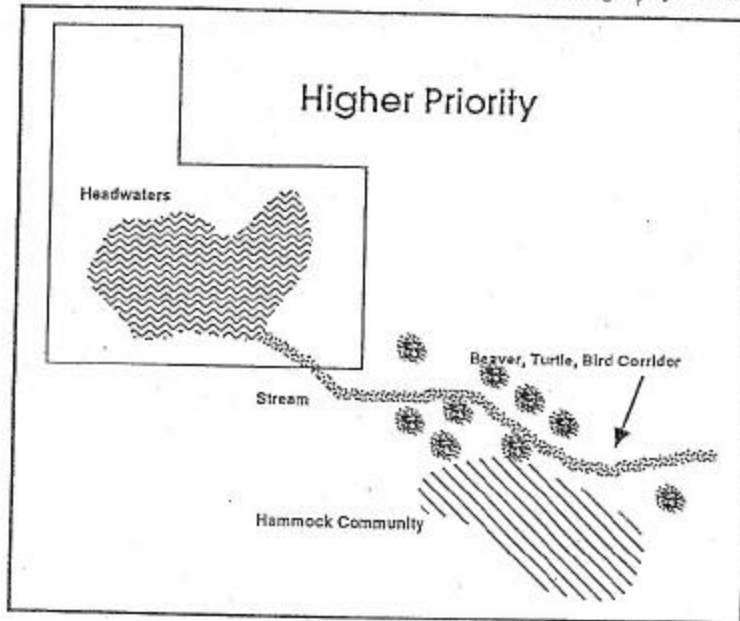 Higher Priority
Headwaters
Beaver, Turtle, Bird Corridor
Stream
Hammock Community